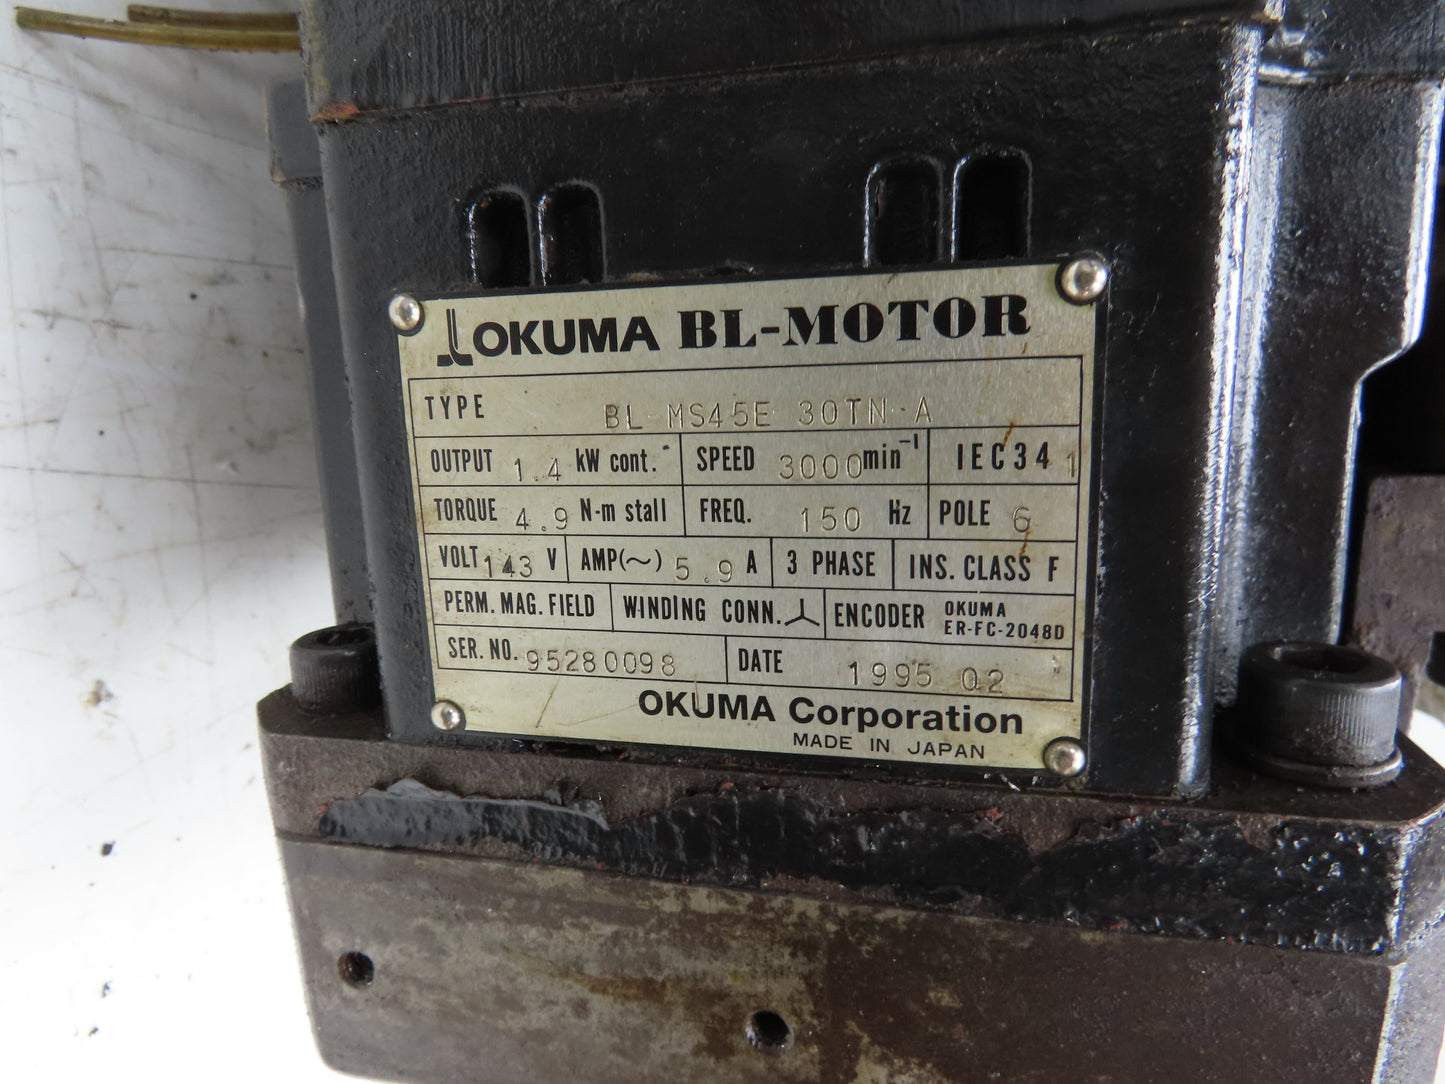 OKUMA BL-MOTOR
TYPE BL-MS45E-30TN-A
OUTPUT 1.4 kW cont. SPEED 3000 min⁻¹ IEC34 1
TORQUE 4.9 N-m stall FREQ. 150 Hz POLE 6
VOLT 143 V AMP(~) 5.9 A 3 PHASE INS. CLASS F
PERM. MAG. FIELD WINDING CONN. ENCODER OKUMA
ER-FC-2048D
SER. NO. 95280098 DATE 1995 02
OKUMA Corporation
MADE IN JAPAN